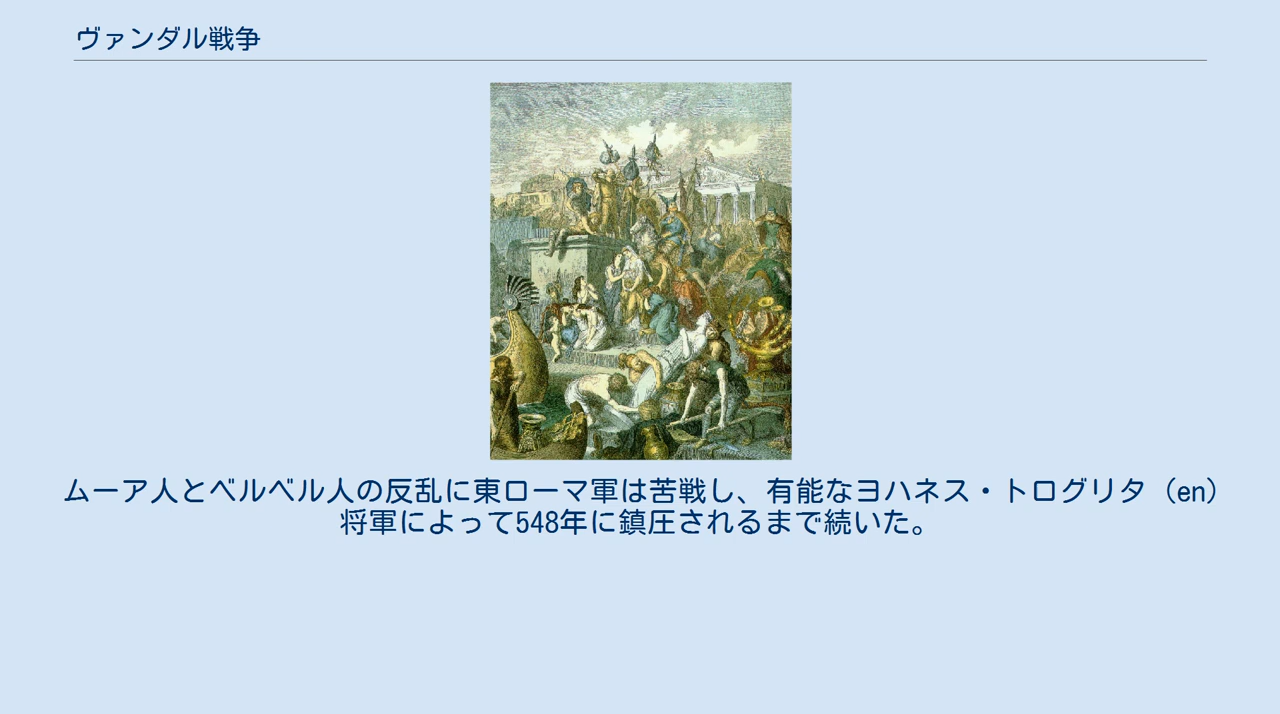 ヴァンダル戦争
ムーア人とベルベル人の反乱に東ローマ軍は苦戦し、有能なヨハネス・トログリタ（en）
将軍によって548年に鎮圧されるまで続いた。